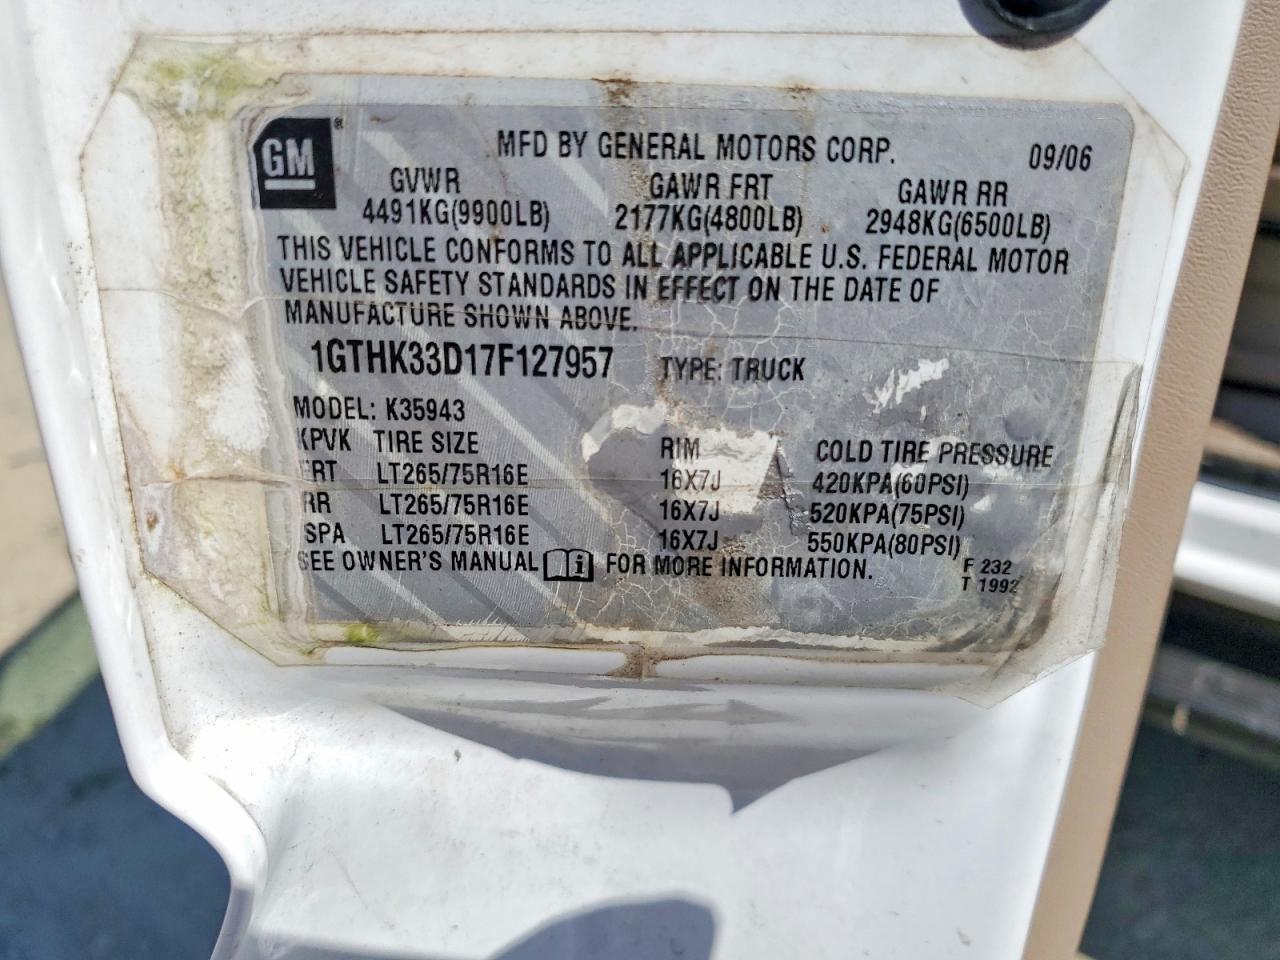 GM® MFD BY GENERAL MOTORS CORP. 09/06
GVWR GAWR FRT GAWR RR
4491KG(9900LB) 2177KG(4800LB) 2948KG(6500LB)
THIS VEHICLE CONFORMS TO ALL APPLICABLE U.S. FEDERAL MOTOR
VEHICLE SAFETY STANDARDS IN EFFECT ON THE DATE OF
MANUFACTURE SHOWN ABOVE.
1GTHK33D17F127957 TYPE: TRUCK
MODEL: K35943
KPVK TIRE SIZE RIM COLD TIRE PRESSURE
FRT LT265/75R16E 16X7J 420KPA(60PSI)
RR LT265/75R16E 16X7J 520KPA(75PSI)
SPA LT265/75R16E 16X7J 550KPA(80PSI)
SEE OWNER'S MANUAL i FOR MORE INFORMATION. F 232
T 1992